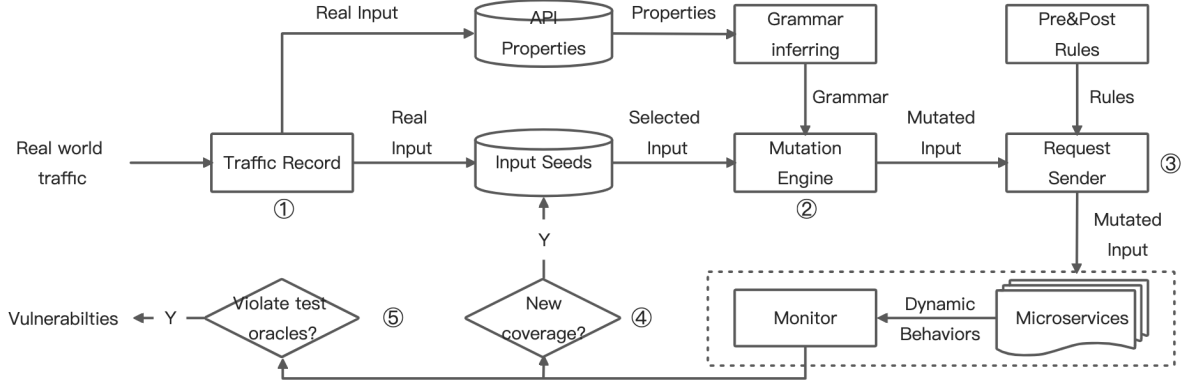 Real Input
API
Properties
Properties
Grammar
inferring
Pre&Post
Rules
Grammar
Rules
Real world
traffic
Traffic Record
Real
Input
Input Seeds
Selected
Input
Mutation
Engine
Mutated
Input
Request
Sender
③
①
②
Mutated
Input
Y
Vulnerabilties
Y
Violate test
oracles?
⑤
New
coverage?
④
Monitor
Dynamic
Behaviors
Microservices